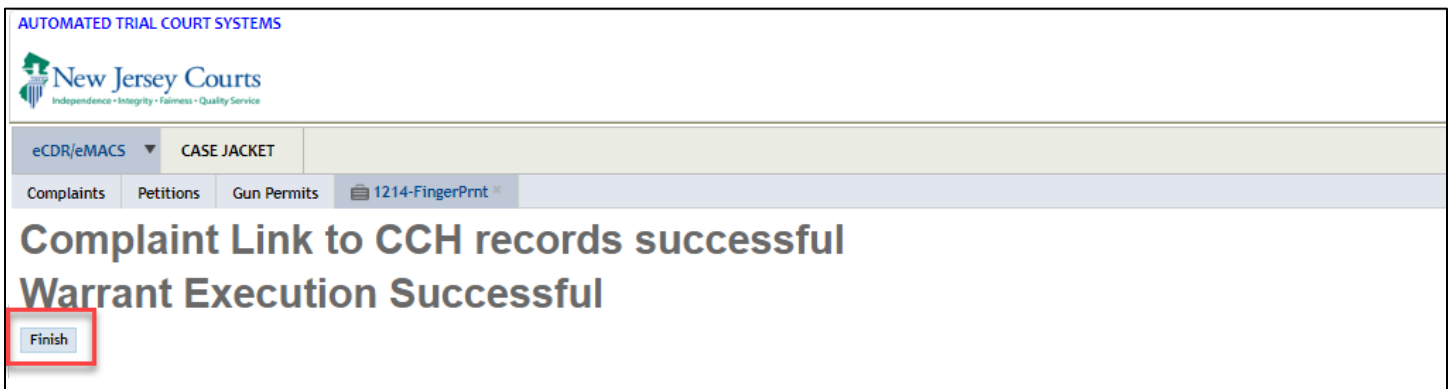 AUTOMATED TRIAL COURT SYSTEMS
New Jersey Courts
Independence • Integrity • Fairness • Quality Service
eCDR/eMACS ▼ CASE JACKET
Complaints Petitions Gun Permits 1214-FingerPrnt ×
Complaint Link to CCH records successful
Warrant Execution Successful
Finish